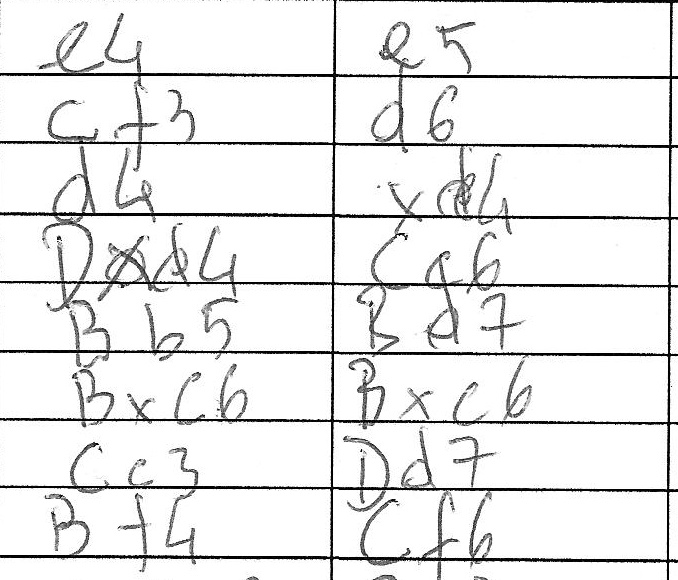 e4 e5
Cf3 d6
d4 xd4
Dxd4 Cc6
Bb5 Bd7
Bxc6 Bxc6
Cc3 Dd7
Bf4 Cf6